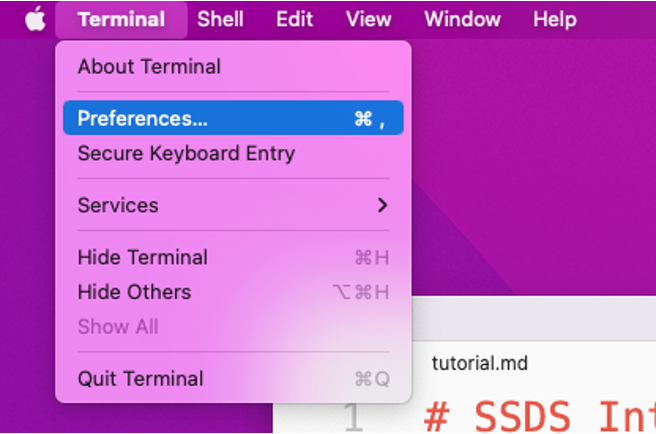 Terminal Shell Edit View Window Help
About Terminal
Preferences... ⌘ ,
Secure Keyboard Entry
Services
Hide Terminal ⌘H
Hide Others ⌥⌘H
Show All
tutorial.md
Quit Terminal ⌘Q
1 # SSDS Int